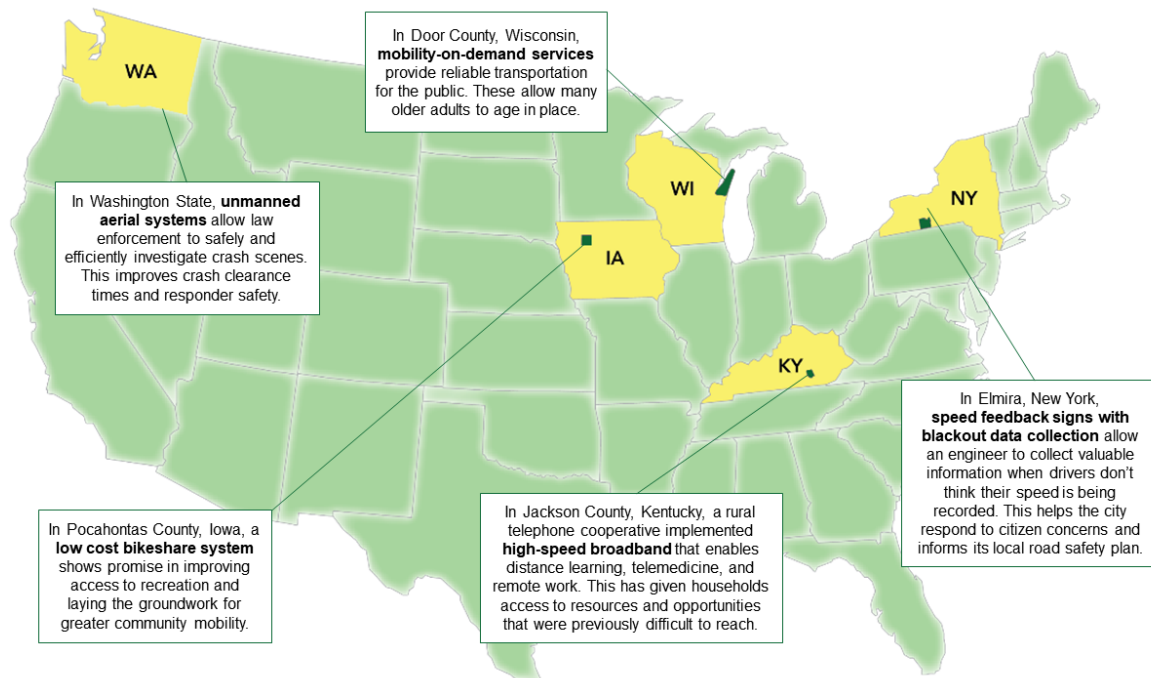 WA
In Door County, Wisconsin,
mobility-on-demand services
provide reliable transportation
for the public. These allow many
older adults to age in place.
WI
NY
In Washington State, unmanned
aerial systems allow law
enforcement to safely and
efficiently investigate crash scenes.
This improves crash clearance
times and responder safety.
IA
KY
In Elmira, New York,
speed feedback signs with
blackout data collection allow
an engineer to collect valuable
information when drivers don't
think their speed is being
recorded. This helps the city
respond to citizen concerns and
informs its local road safety plan.
In Pocahontas County, Iowa, a
low cost bikeshare system
shows promise in improving
access to recreation and
laying the groundwork for
greater community mobility.
In Jackson County, Kentucky, a rural
telephone cooperative implemented
high-speed broadband that enables
distance learning, telemedicine, and
remote work. This has given households
access to resources and opportunities
that were previously difficult to reach.